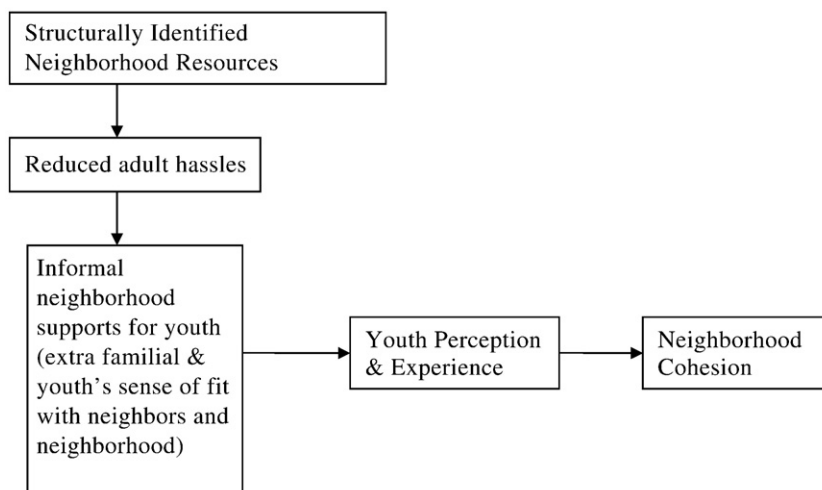 Structurally Identified
Neighborhood Resources
Reduced adult hassles
Informal
neighborhood
supports for youth
(extra familial &
youth's sense of fit
with neighbors and
neighborhood)
Youth Perception
& Experience
Neighborhood
Cohesion